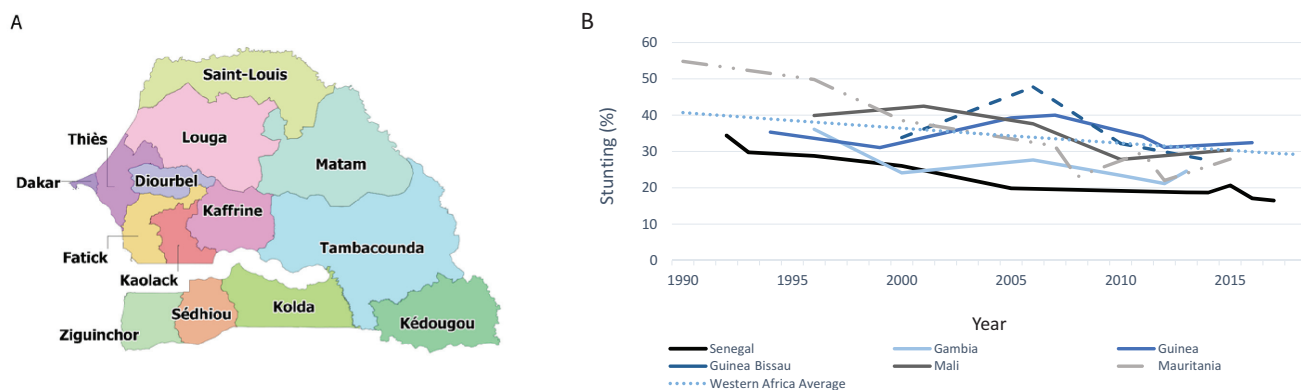 A
Saint-Louis
Thiès
Louga
Matam
Dakar
Diourbel
Kaffrine
Tambacounda
Fatick
Kaolack
Kolda
Sédhiou
Kédougou
Ziguinchor
B
Stunting (%)
60
50
40
30
20
10
0
1990 1995 2000 2005 2010 2015
Year
Senegal Gambia Guinea
Guinea Bissau Mali Mauritania
Western Africa Average